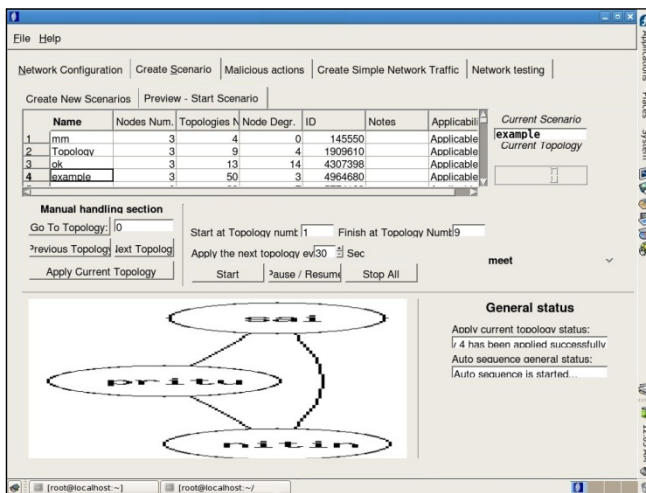 File Help
Network Configuration Create Scenario Malicious actions Create Simple Network Traffic Network testing
Create New Scenarios Preview - Start Scenario
Name Nodes Num. Topologies N Node Degr. ID Notes Applicabili
1 mm 3 4 0 145550 Applicable
2 Topology 3 9 4 1909610 Applicable
3 ok 3 13 14 4307398 Applicable
4 example 3 50 3 4964680 Applicable
Current Scenario
example
Current Topology
Manual handling section
Go To Topology: 0
Previous Topology Next Topolog
Apply Current Topology
Start at Topology numb 1 Finish at Topology Numb 9
Apply the next topology ev 30 Sec
Start Pause / Resume Stop All
meet
sai
pritu
nitin
General status
Apply current topology status:
y 4 has been applied successfully
Auto sequence general status:
Auto sequence is started...
Applications Places System
[root@localhost:~] [root@localhost:~/